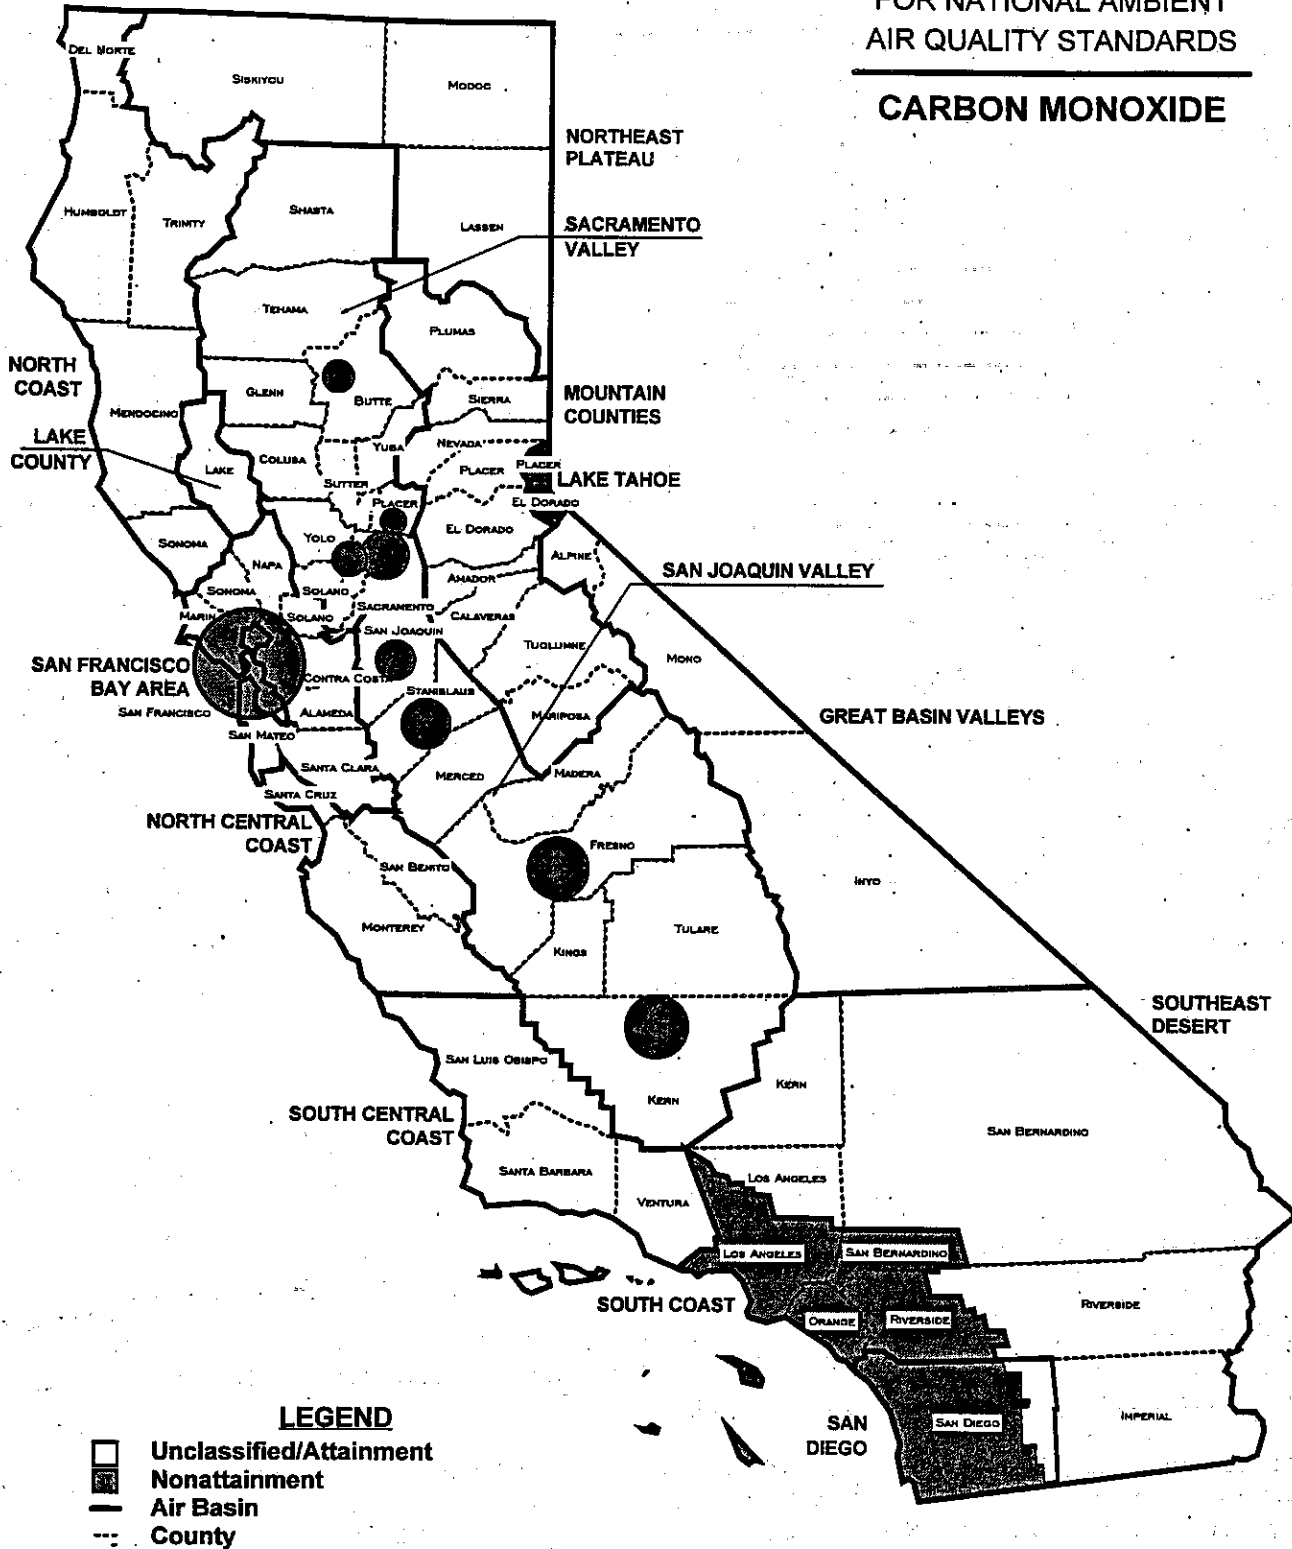 FOR NATIONAL AMBIENT
AIR QUALITY STANDARDS
CARBON MONOXIDE
DEL NORTE
SISKIYOU
MODOC
NORTHEAST
PLATEAU
HUMBOLDT
TRINITY
SHASTA
LASSEN
SACRAMENTO
VALLEY
TEHAMA
PLUMAS
NORTH
COAST
GLENN
BUTTE
SIERRA
MOUNTAIN
COUNTIES
MENDOCINO
LAKE
COUNTY
LAKE
COLUSA
YUBA
NEVADA
SUTTER
PLACER
PLACER
LAKE TAHOE
PLACER
EL DORADO
EL DORADO
SONOMA
YOLO
NAPA
ALPINE
SAN JOAQUIN VALLEY
AMADOR
SONOMA
SOLANO
SACRAMENTO
CALAVERAS
MARIN
SOLANO
SAN JOAQUIN
TUOLUMNE
MONO
SAN FRANCISCO
BAY AREA
CONTRA COSTA
STANISLAUS
SAN FRANCISCO
ALAMEDA
MARIPOSA
GREAT BASIN VALLEYS
SAN MATEO
SANTA CLARA
MERCED
MADERA
SANTA CRUZ
NORTH CENTRAL
COAST
FRESNO
SAN BENITO
INYO
MONTEREY
KINGS
TULARE
SOUTHEAST
DESERT
SAN LUIS OBISPO
KERN
KERN
SOUTH CENTRAL
COAST
SAN BERNARDINO
SANTA BARBARA
VENTURA
LOS ANGELES
LOS ANGELES
SAN BERNARDINO
SOUTH COAST
ORANGE
RIVERSIDE
RIVERSIDE
SAN
DIEGO
SAN DIEGO
IMPERIAL
LEGEND
Unclassified/Attainment
Nonattainment
Air Basin
County